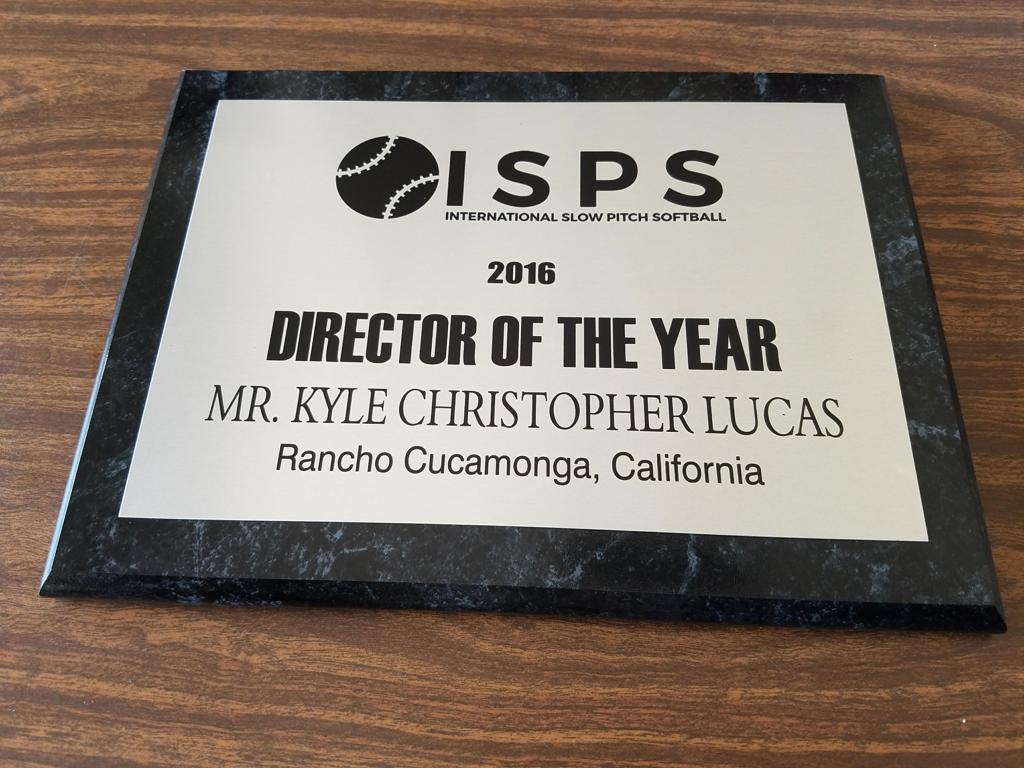 ISPS
INTERNATIONAL SLOW PITCH SOFTBALL
2016
DIRECTOR OF THE YEAR
MR. KYLE CHRISTOPHER LUCAS
Rancho Cucamonga, California